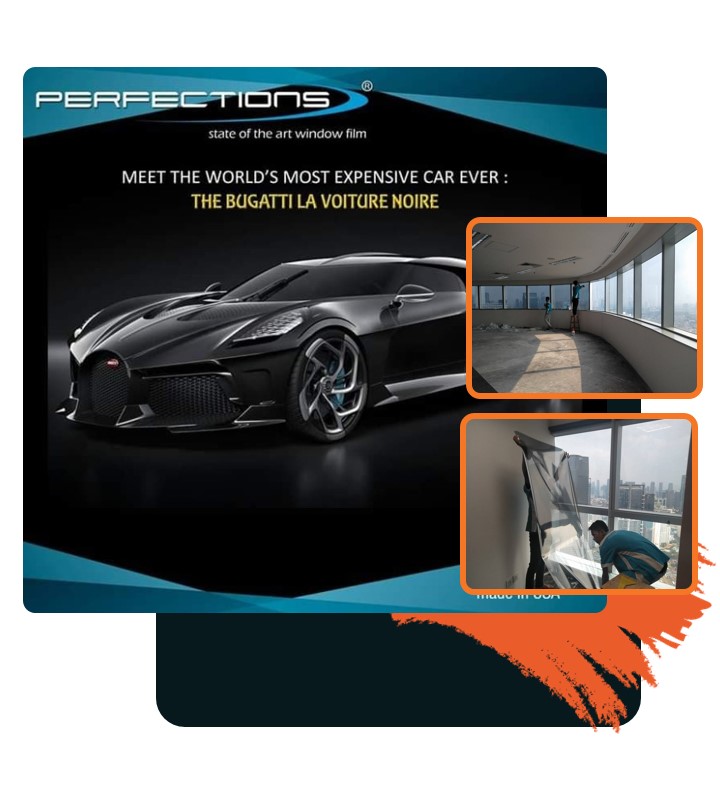 PERFECTIONS®
state of the art window film
MEET THE WORLD'S MOST EXPENSIVE CAR EVER :
THE BUGATTI LA VOITURE NOIRE
made in USA